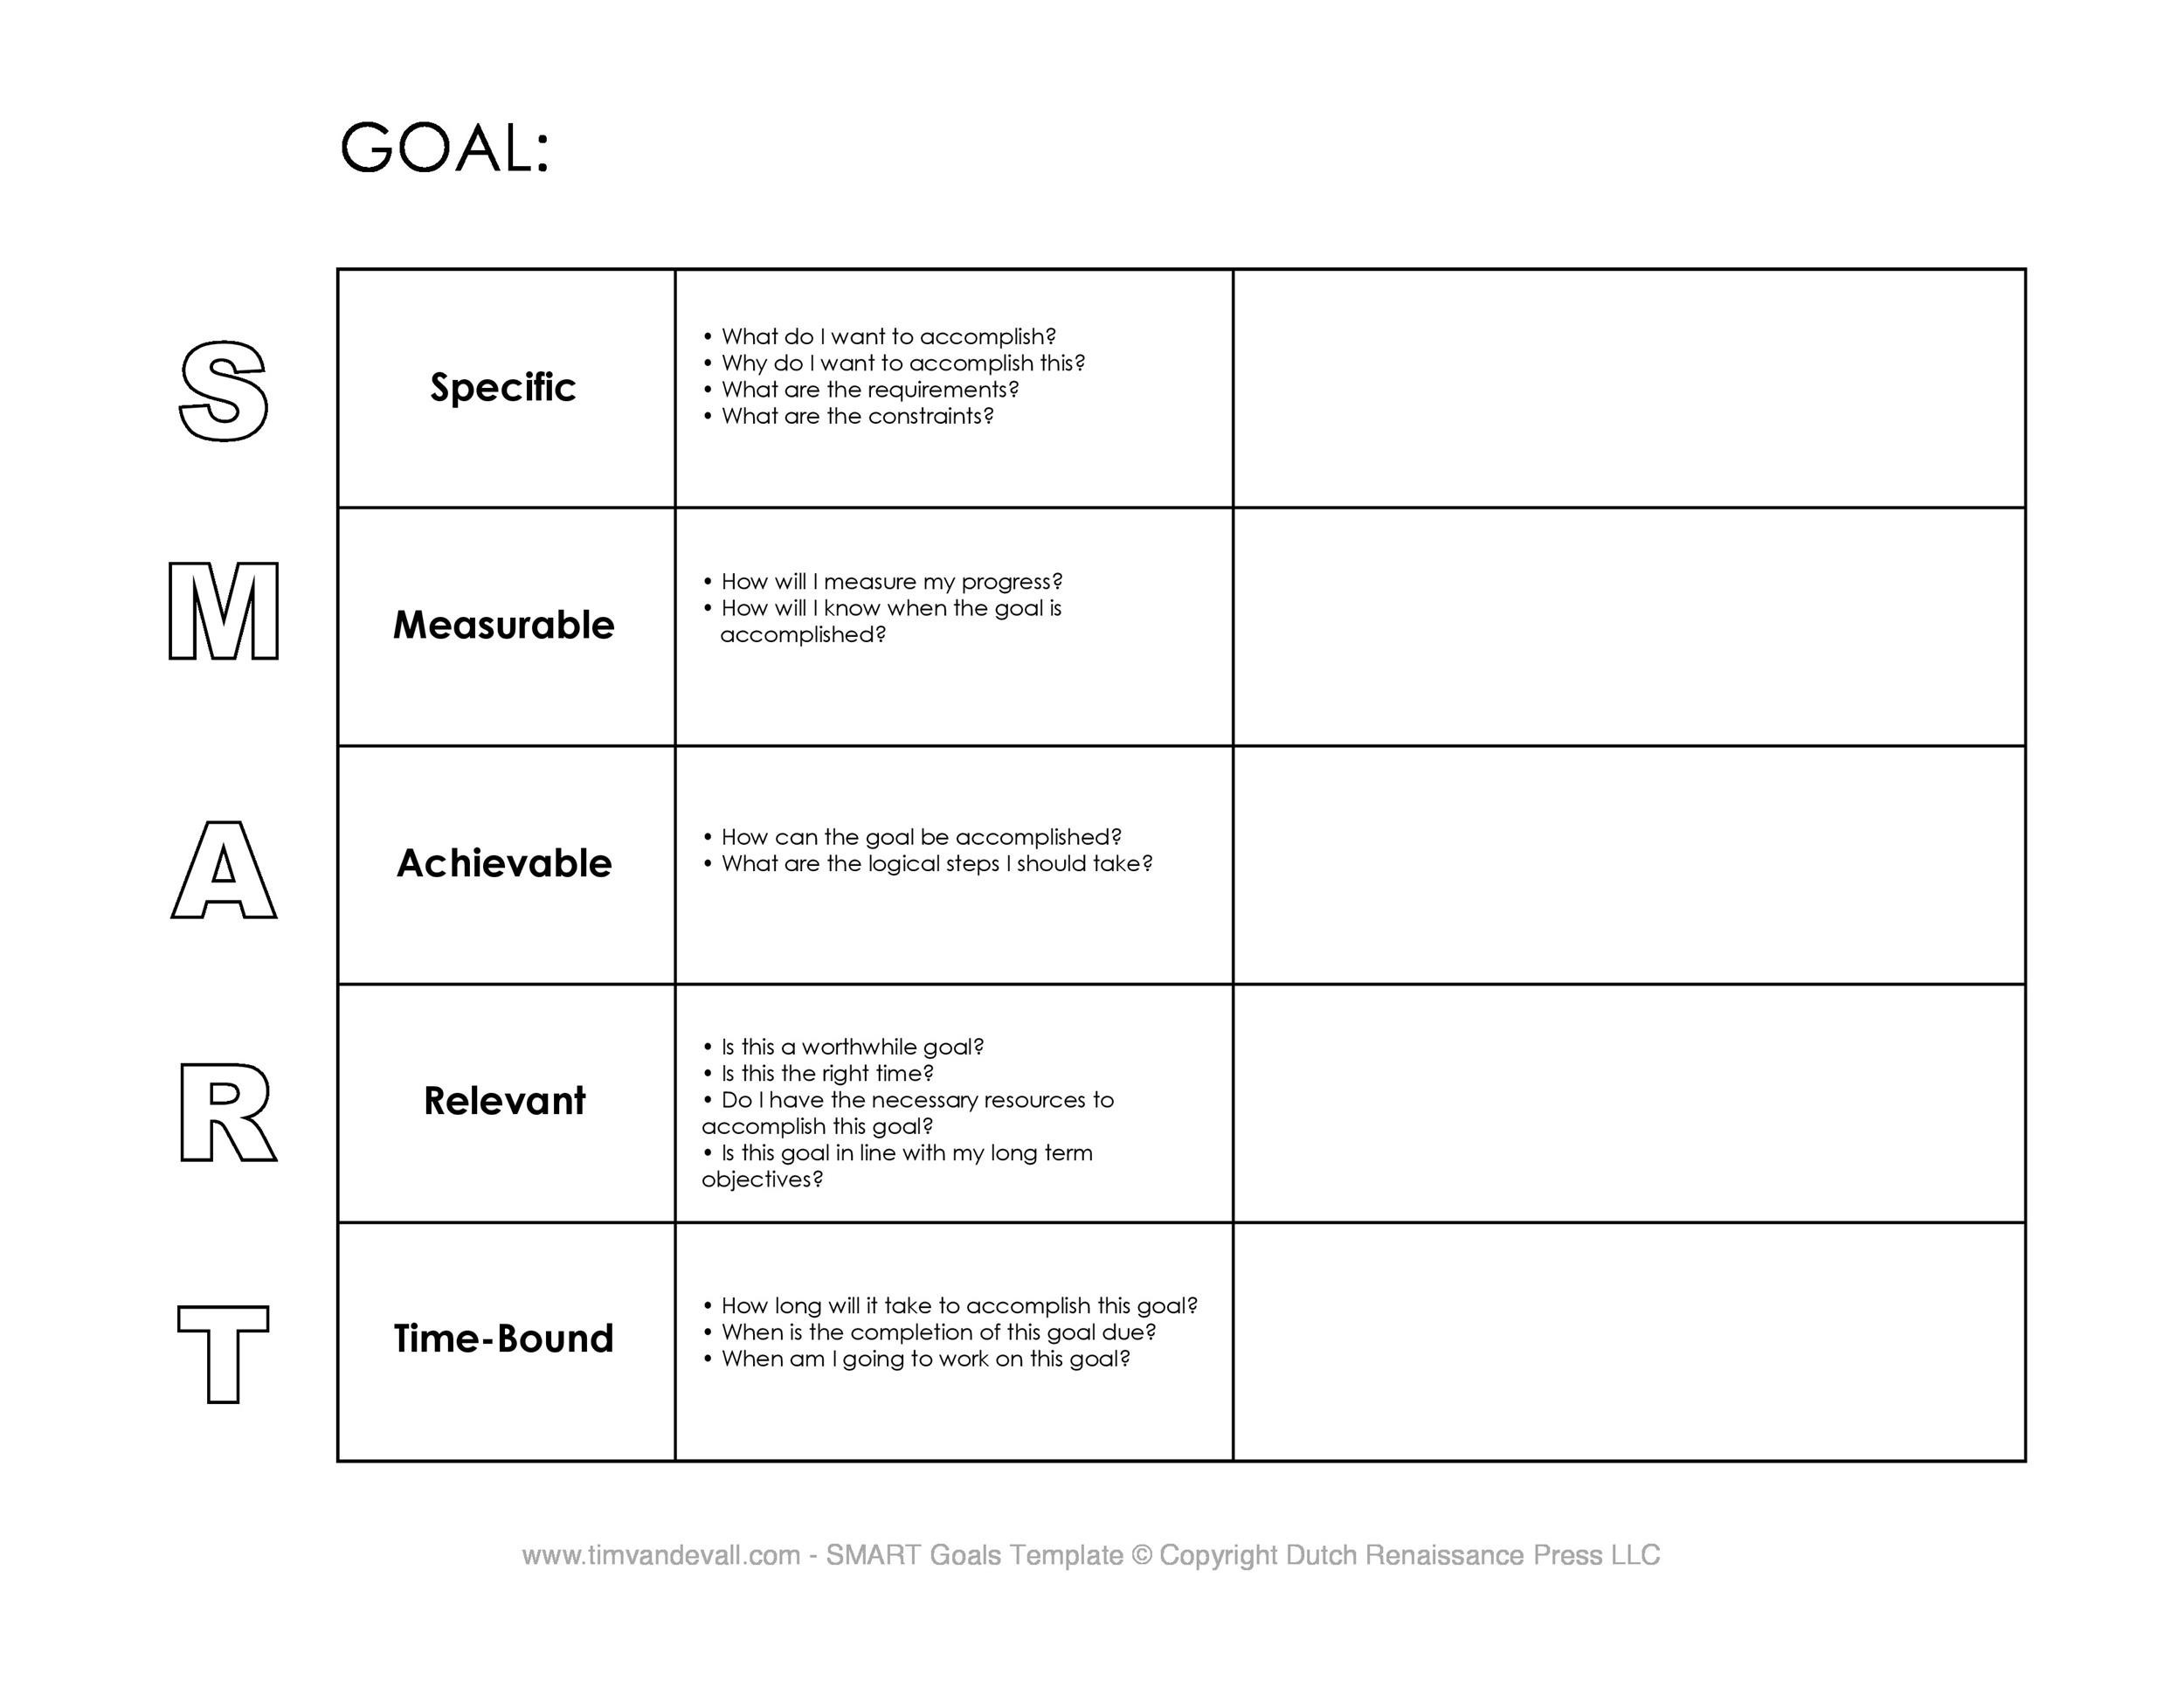 GOAL:
S
Specific
• What do I want to accomplish?
• Why do I want to accomplish this?
• What are the requirements?
• What are the constraints?
M
Measurable
• How will I measure my progress?
• How will I know when the goal is
accomplished?
A
Achievable
• How can the goal be accomplished?
• What are the logical steps I should take?
R
Relevant
• Is this a worthwhile goal?
• Is this the right time?
• Do I have the necessary resources to
accomplish this goal?
• Is this goal in line with my long term
objectives?
T
Time-Bound
• How long will it take to accomplish this goal?
• When is the completion of this goal due?
• When am I going to work on this goal?
www.timvandevall.com - SMART Goals Template © Copyright Dutch Renaissance Press LLC